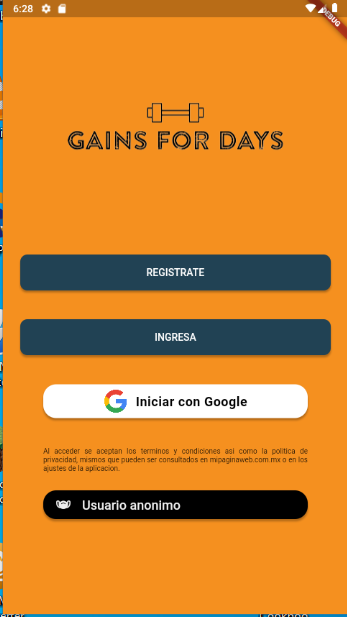 6:28
DEBUG
GAINS FOR DAYS
REGISTRATE
INGRESA
Iniciar con Google
Al acceder se aceptan los terminos y condiciones asi como la politica de
privacidad, mismos que pueden ser consultados en mipaginaweb.com.mx o en los
ajustes de la aplicacion.
Usuario anonimo